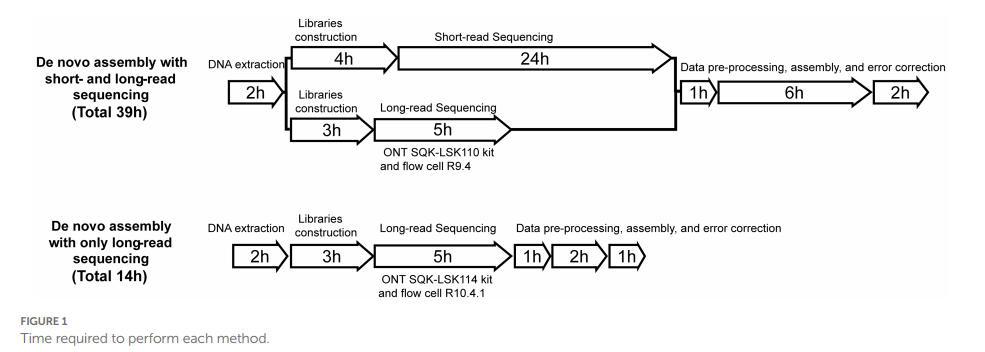 De novo assembly with
short- and long-read
sequencing
(Total 39h)
DNA extraction
2h
Libraries
construction
4h
Short-read Sequencing
24h
Libraries
construction
3h
Long-read Sequencing
5h
ONT SQK-LSK110 kit
and flow cell R9.4
Data pre-processing, assembly, and error correction
1h
6h
2h
De novo assembly
with only long-read
sequencing
(Total 14h)
DNA extraction
2h
Libraries
construction
3h
Long-read Sequencing
5h
ONT SQK-LSK114 kit
and flow cell R10.4.1
Data pre-processing, assembly, and error correction
1h
2h
1h
FIGURE 1
Time required to perform each method.